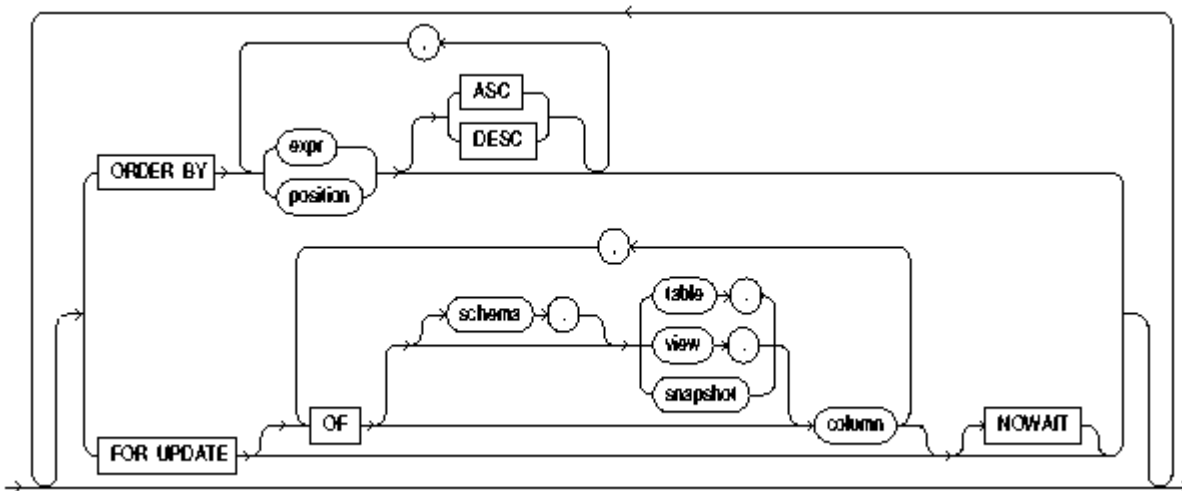 ,
ASC
DESC
expr
ORDER BY
position
,
table .
schema .
view .
snapshot
OF
column
NOWAIT
FOR UPDATE